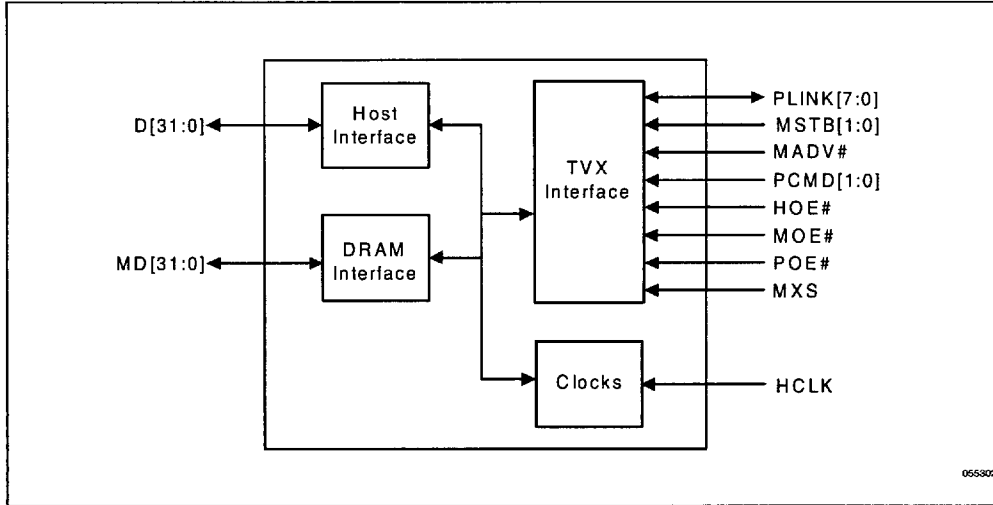 Host
Interface
D[31:0]
DRAM
Interface
MD[31:0]
TVX
Interface
PLINK[7:0]
MSTB[1:0]
MADV#
PCMD[1:0]
HOE#
MOE#
POE#
MXS
Clocks
HCLK
055302